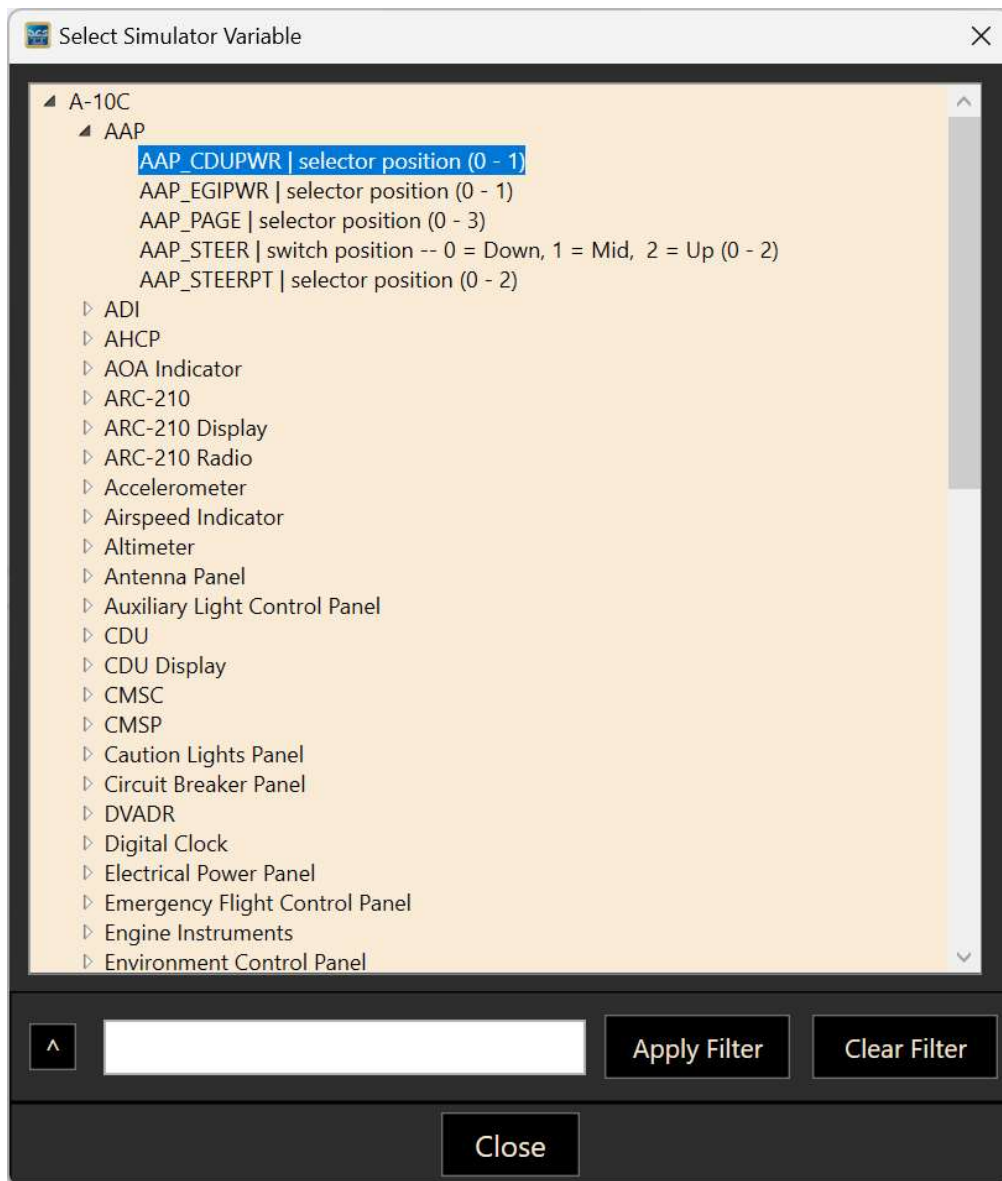 Select Simulator Variable
A-10C
AAP
AAP_CDUPWR | selector position (0 - 1)
AAP_EGIPWR | selector position (0 - 1)
AAP_PAGE | selector position (0 - 3)
AAP_STEER | switch position -- 0 = Down, 1 = Mid,  2 = Up (0 - 2)
AAP_STEERPT | selector position (0 - 2)
ADI
AHCP
AOA Indicator
ARC-210
ARC-210 Display
ARC-210 Radio
Accelerometer
Airspeed Indicator
Altimeter
Antenna Panel
Auxiliary Light Control Panel
CDU
CDU Display
CMSC
CMSP
Caution Lights Panel
Circuit Breaker Panel
DVADR
Digital Clock
Electrical Power Panel
Emergency Flight Control Panel
Engine Instruments
Environment Control Panel
^ Apply Filter Clear Filter
Close